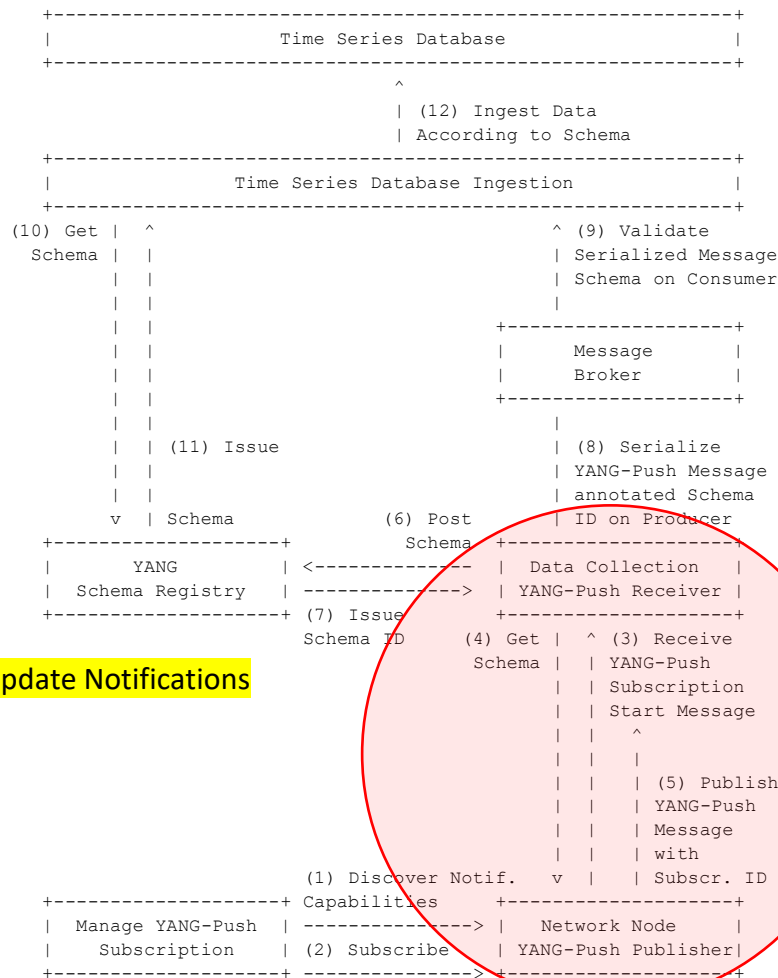 +-------------------------------------------------------------+
|                    Time Series Database                     |
+-------------------------------------------------------------+
                               ^
                               | (12) Ingest Data
                               | According to Schema
+-------------------------------------------------------------+
|                Time Series Database Ingestion               |
+-------------------------------------------------------------+
(10) Get |  ^                                   ^ (9) Validate
  Schema |  |                                   | Serialized Message
         |  |                                   | Schema on Consumer
         |  |                                   |
         |  |                              +---------------------+
         |  |                              |      Message        |
         |  |                              |      Broker         |
         |  |                              +---------------------+
         |  |                                   |
         |  | (11) Issue                        | (8) Serialize
         |  |                                   | YANG-Push Message
         |  |                                   | annotated Schema
         v  | Schema             (6) Post       | ID on Producer
+---------------------+           Schema   +---------------------+
|        YANG         | <--------------    |   Data Collection   |
|   Schema Registry   | -------------->    | YANG-Push Receiver  |
+---------------------+ (7) Issue          +---------------------+
                        Schema ID     (4) Get |  ^ (3) Receive
                                       Schema |  | YANG-Push
                                              |  | Subscription
pdate Notifications
                                              |  | Start Message
                                              |  |   ^
                                              |  |   |
                                              |  |   | (5) Publish
                                              |  |   | YANG-Push
                                              |  |   | Message
                                              |  |   | with
                        (1) Discover Notif.   v  |   | Subscr. ID
+---------------------+ Capabilities       +---------------------+
|  Manage YANG-Push   | --------------->   |    Network Node     |
|    Subscription     | (2) Subscribe      | YANG-Push Publisher|
+---------------------+ --------------->   +---------------------+